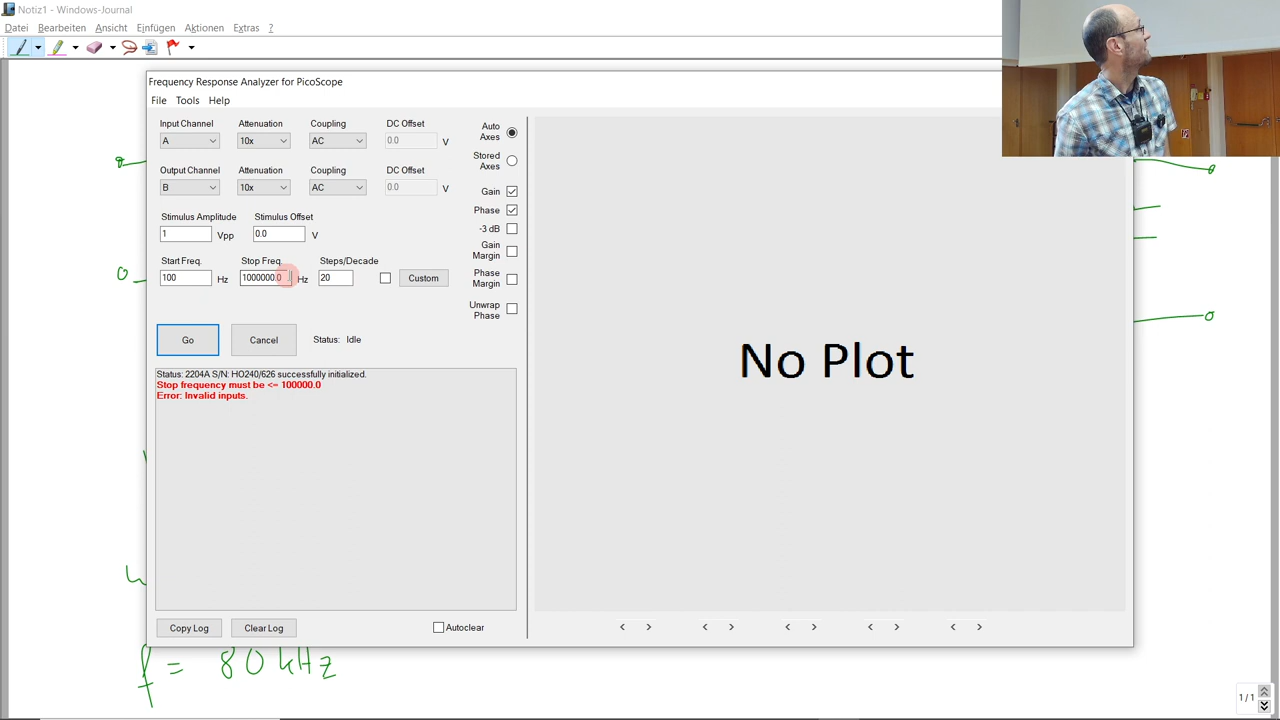 Notiz1 - Windows-Journal
Datei Bearbeiten Ansicht Einfügen Aktionen Extras ?
Frequency Response Analyzer for PicoScope
File Tools Help
Input Channel Attenuation Coupling DC Offset
A 10x AC 0.0 V
Output Channel Attenuation Coupling DC Offset
B 10x AC 0.0 V
Stimulus Amplitude Stimulus Offset
1 Vpp 0.0 V
Start Freq. Stop Freq. Steps/Decade
100 Hz 1000000.0 Hz 20 Custom
Auto Axes
Stored Axes
Gain
Phase
-3 dB
Gain Margin
Phase Margin
Unwrap Phase
Go Cancel Status: Idle
Status: 2204A S/N: HO240/626 successfully initialized.
Stop frequency must be <= 100000.0
Error: Invalid inputs.
No Plot
Copy Log Clear Log Autoclear
< > < > < > < > < >
f = 80 kHz
1/1